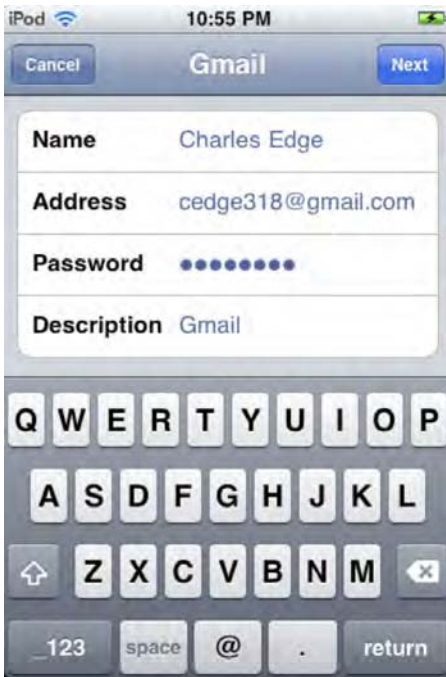 iPod 10:55 PM
Cancel Gmail Next
Name Charles Edge
Address cedge318@gmail.com
Password ●●●●●●●●
Description Gmail
Q W E R T Y U I O P
A S D F G H J K L
Z X C V B N M
_123 space @ . return